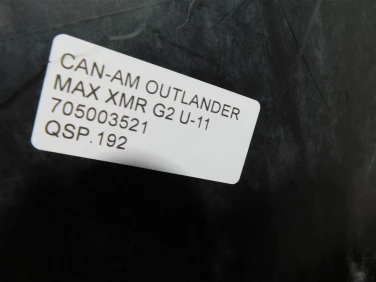 CAN-AM OUTLANDER
MAX XMR G2 U-11
705003521
QSP.192